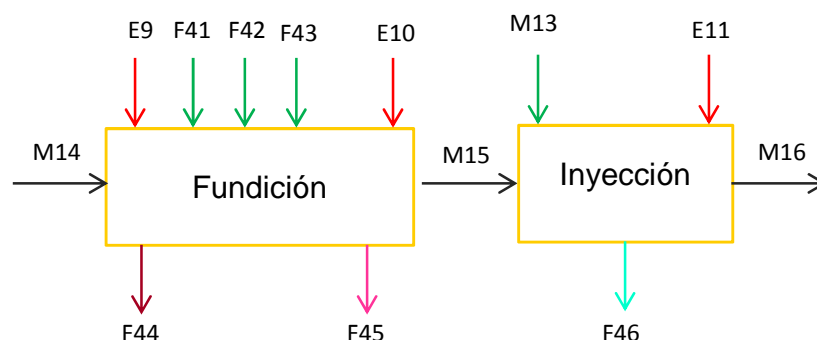 E9 F41 F42 F43 E10 M13 E11
M14 Fundición M15 Inyección M16
F44 F45 F46